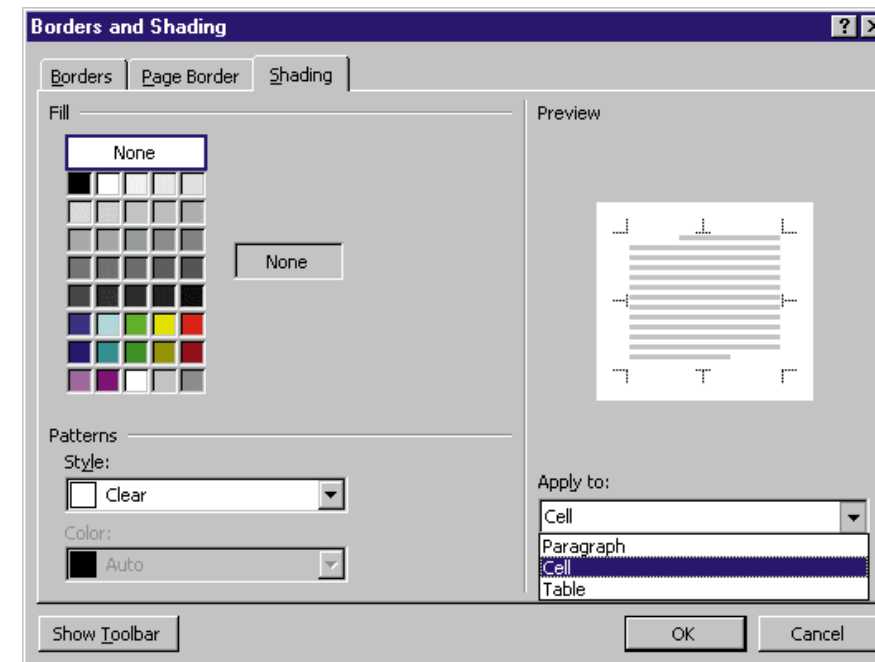 Borders and Shading
Borders Page Border Shading
Fill
None
None
Patterns
Style:
Clear
Color:
Auto
Preview
Apply to:
Cell
Paragraph
Cell
Table
Show Toolbar
OK
Cancel